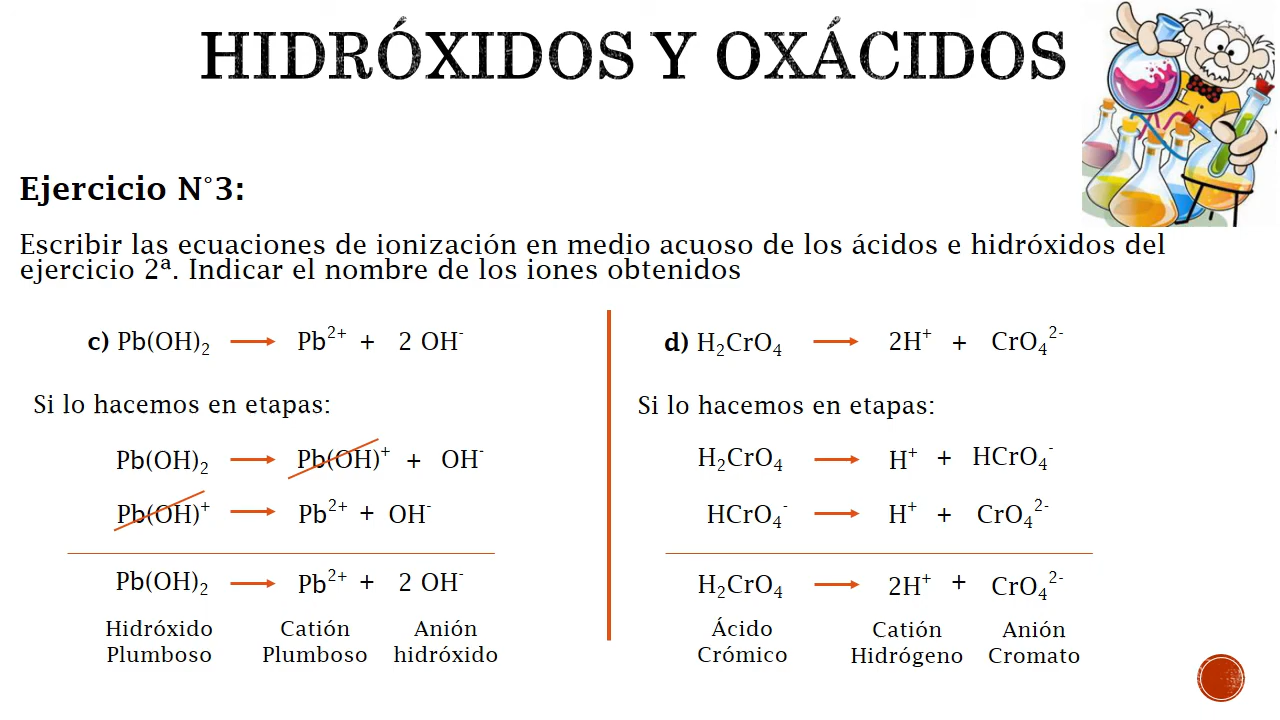 HIDRÓXIDOS Y OXÁCIDOS
Ejercicio N°3:
Escribir las ecuaciones de ionización en medio acuoso de los ácidos e hidróxidos del
ejercicio 2ª. Indicar el nombre de los iones obtenidos
c) Pb(OH)₂ ⟶ Pb²⁺ + 2 OH⁻
Si lo hacemos en etapas:
Pb(OH)₂ ⟶ Pb(OH)⁺ + OH⁻
Pb(OH)⁺ ⟶ Pb²⁺ + OH⁻
Pb(OH)₂ ⟶ Pb²⁺ + 2 OH⁻
Hidróxido Catión Anión
Plumboso Plumboso hidróxido
d) H₂CrO₄ ⟶ 2H⁺ + CrO₄²⁻
Si lo hacemos en etapas:
H₂CrO₄ ⟶ H⁺ + HCrO₄⁻
HCrO₄⁻ ⟶ H⁺ + CrO₄²⁻
H₂CrO₄ ⟶ 2H⁺ + CrO₄²⁻
Ácido Catión Anión
Crómico Hidrógeno Cromato